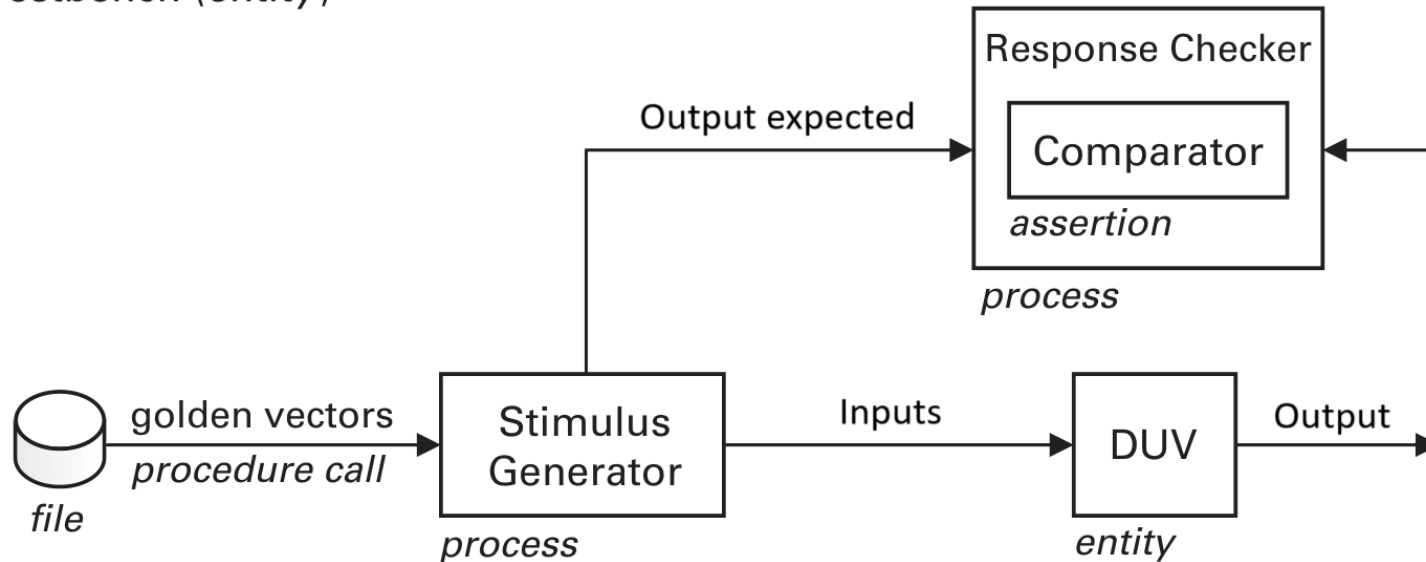 (entity)
Response Checker
Output expected
Comparator
assertion
process
golden vectors
procedure call
file
Stimulus
Generator
process
Inputs
DUV
entity
Output